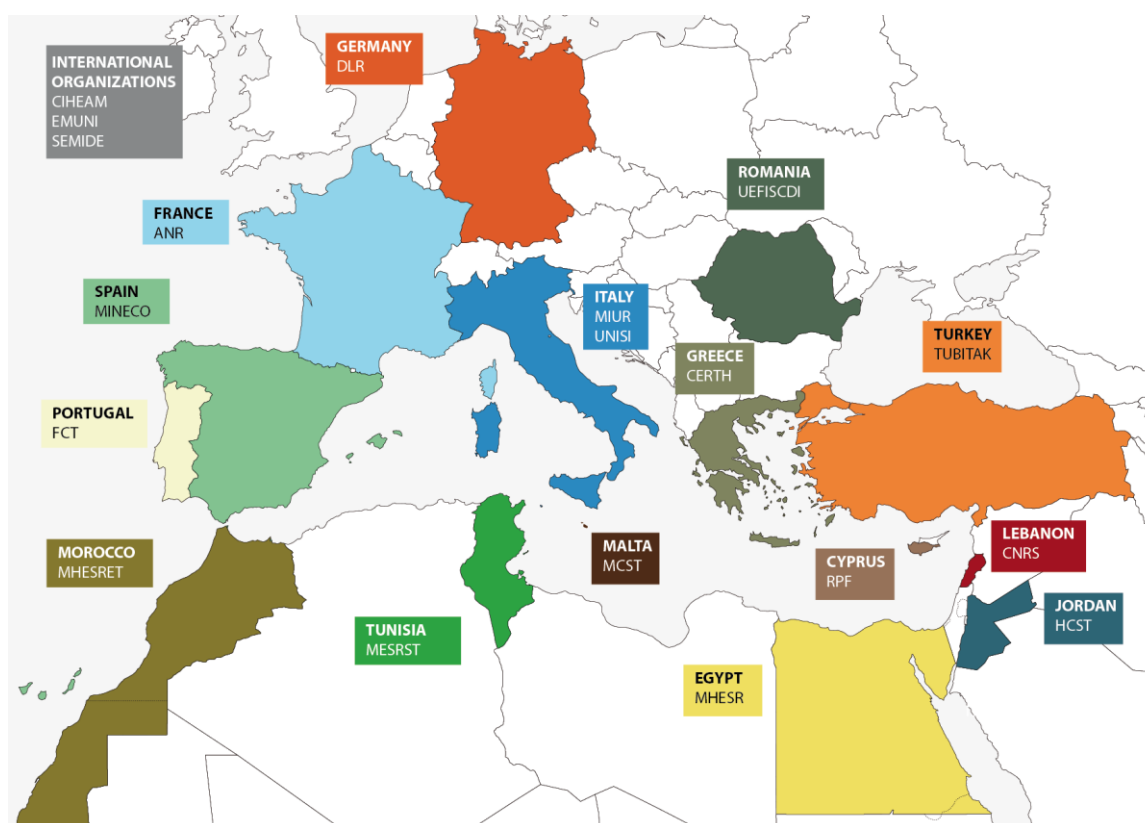 INTERNATIONAL
ORGANIZATIONS
CIHEAM
EMUNI
SEMIDE
GERMANY
DLR
ROMANIA
UEFISCDI
FRANCE
ANR
SPAIN
MINECO
ITALY
MIUR
UNISI
TURKEY
TUBITAK
GREECE
CERTH
PORTUGAL
FCT
LEBANON
CNRS
MOROCCO
MHESRET
MALTA
MCST
CYPRUS
RPF
JORDAN
HCST
TUNISIA
MESRST
EGYPT
MHESR